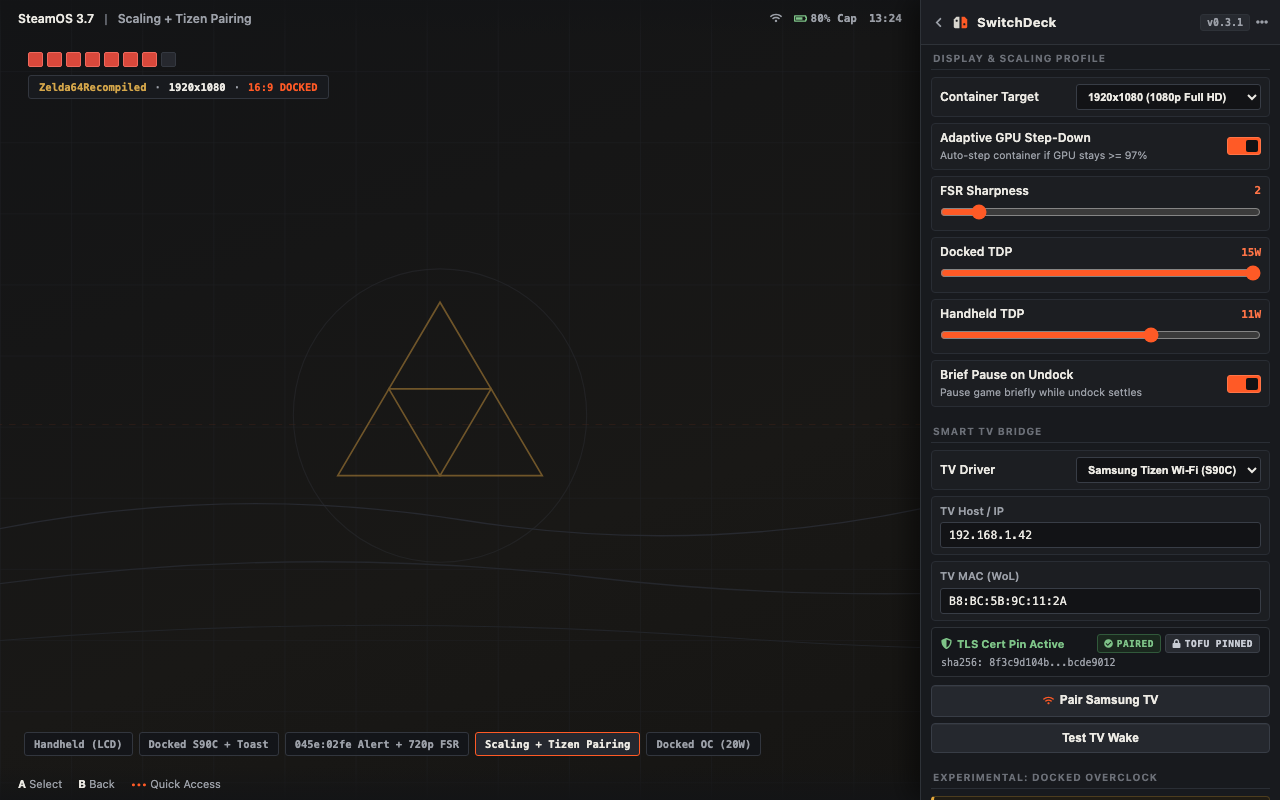 SteamOS 3.7 | Scaling + Tizen Pairing
80% Cap 13:24
Zelda64Recompiled · 1920x1080 · 16:9 DOCKED
Handheld (LCD)
Docked S90C + Toast
045e:02fe Alert + 720p FSR
Scaling + Tizen Pairing
Docked OC (20W)
A Select B Back ••• Quick Access
SwitchDeck v0.3.1
DISPLAY & SCALING PROFILE
Container Target 1920x1080 (1080p Full HD)
Adaptive GPU Step-Down
Auto-step container if GPU stays >= 97%
FSR Sharpness 2
Docked TDP 15W
Handheld TDP 11W
Brief Pause on Undock
Pause game briefly while undock settles
SMART TV BRIDGE
TV Driver Samsung Tizen Wi-Fi (S90C)
TV Host / IP
192.168.1.42
TV MAC (WoL)
B8:BC:5B:9C:11:2A
TLS Cert Pin Active PAIRED TOFU PINNED
sha256: 8f3c9d104b...bcde9012
Pair Samsung TV
Test TV Wake
EXPERIMENTAL: DOCKED OVERCLOCK